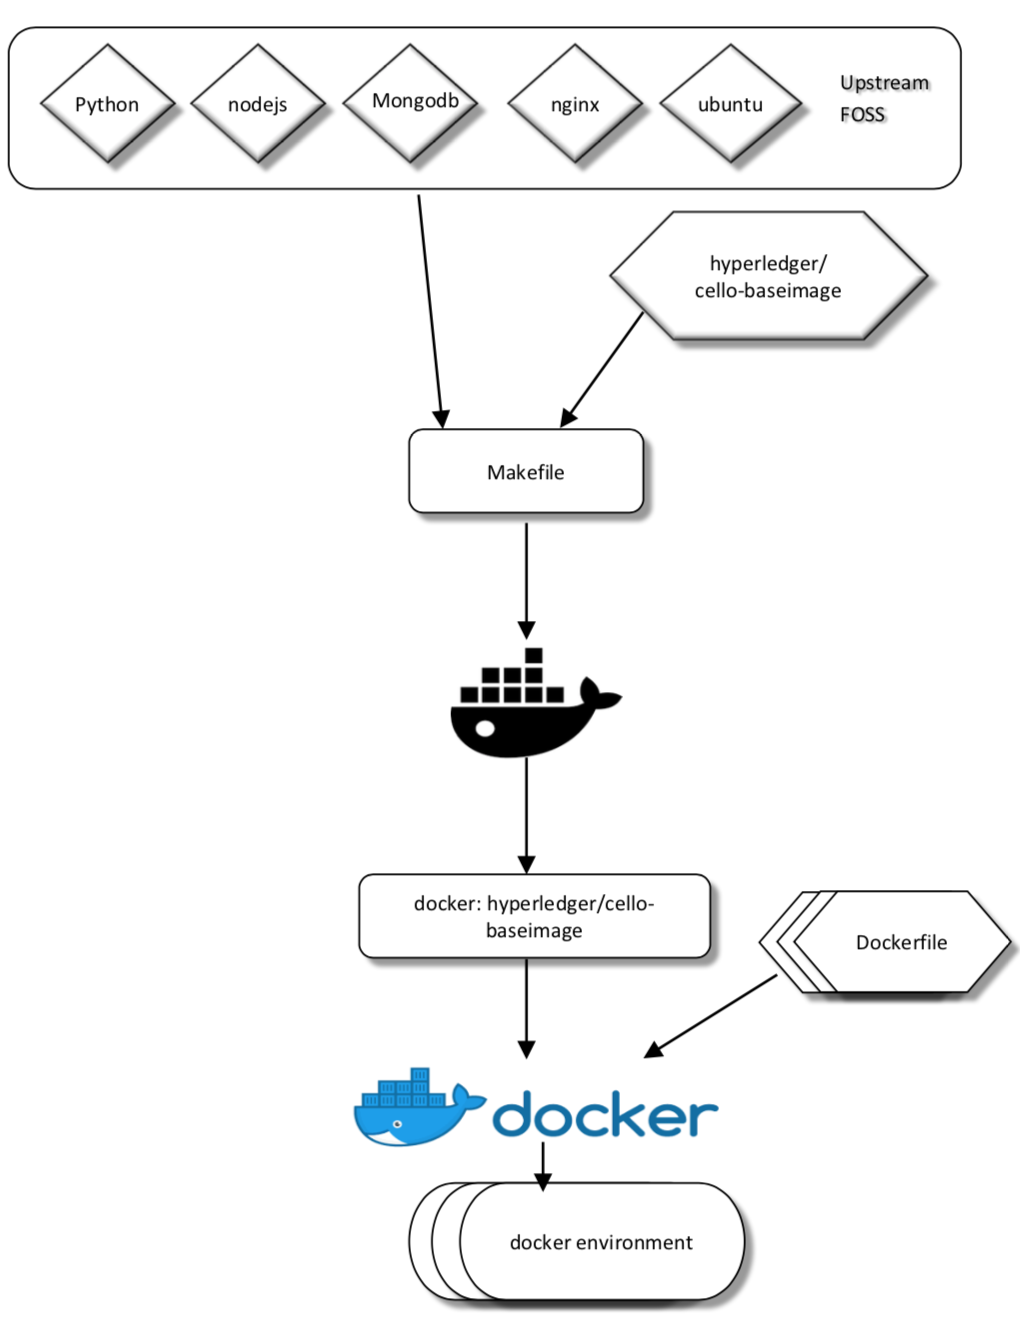 Python
nodejs
Mongodb
nginx
ubuntu
Upstream
FOSS
hyperledger/
cello-baseimage
Makefile
docker: hyperledger/cello-
baseimage
Dockerfile
docker
docker environment